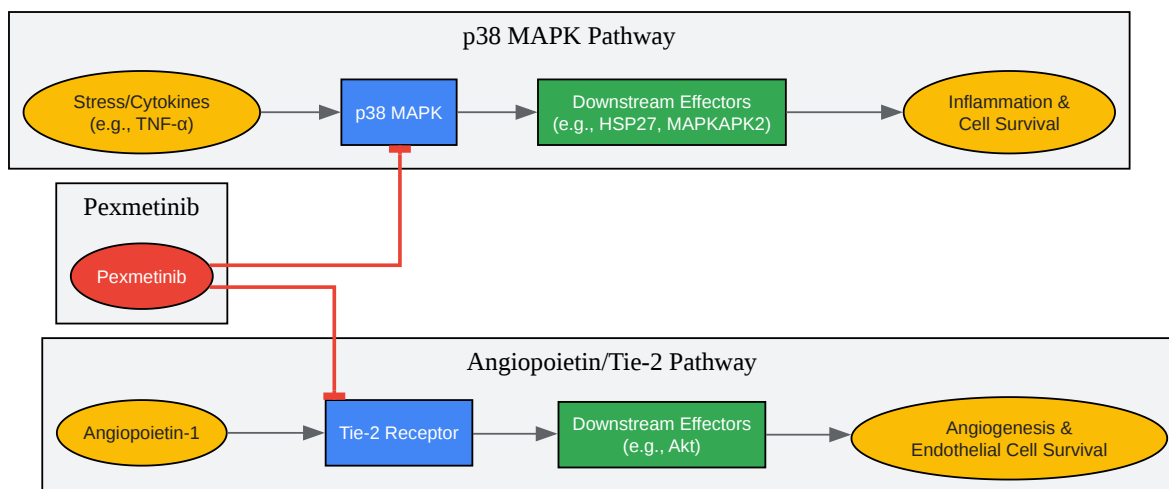 p38 MAPK Pathway
Stress/Cytokines
(e.g., TNF-α)
p38 MAPK
Downstream Effectors
(e.g., HSP27, MAPKAPK2)
Inflammation &
Cell Survival
Pexmetinib
Pexmetinib
Angiopoietin/Tie-2 Pathway
Angiopoietin-1
Tie-2 Receptor
Downstream Effectors
(e.g., Akt)
Angiogenesis &
Endothelial Cell Survival